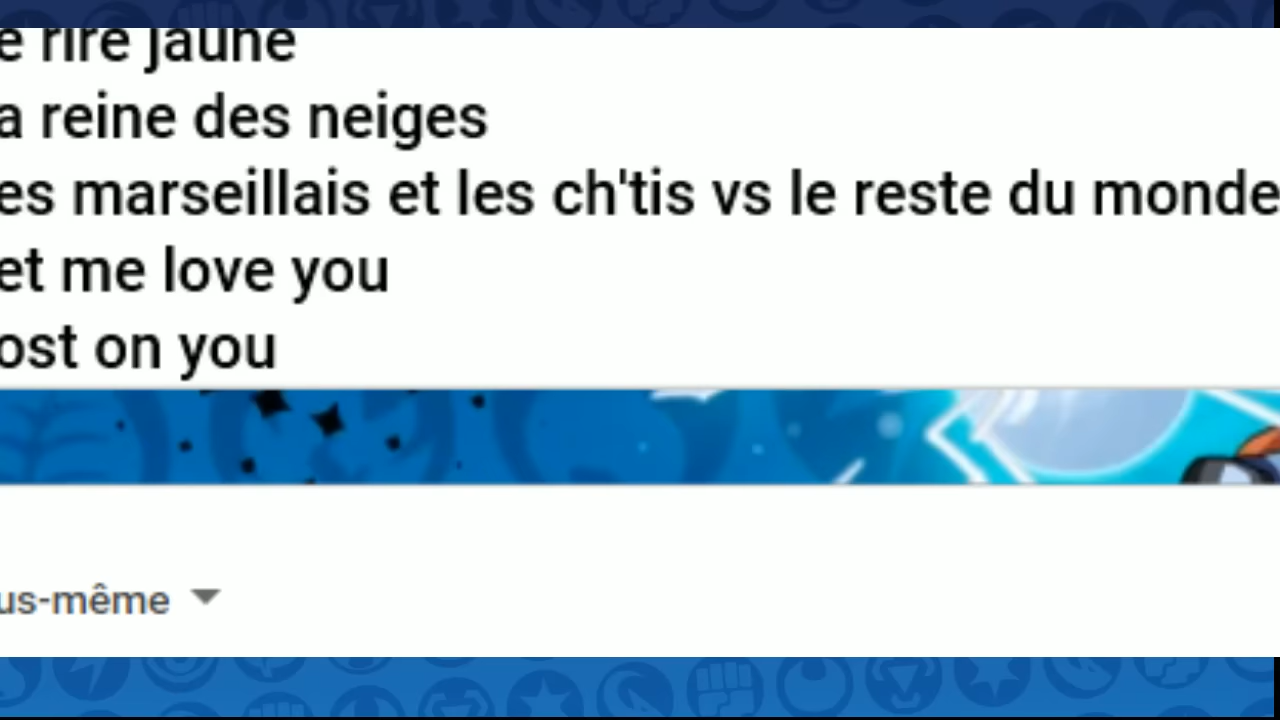 e rire jaune
a reine des neiges
es marseillais et les ch'tis vs le reste du monde
et me love you
ost on you
us-même